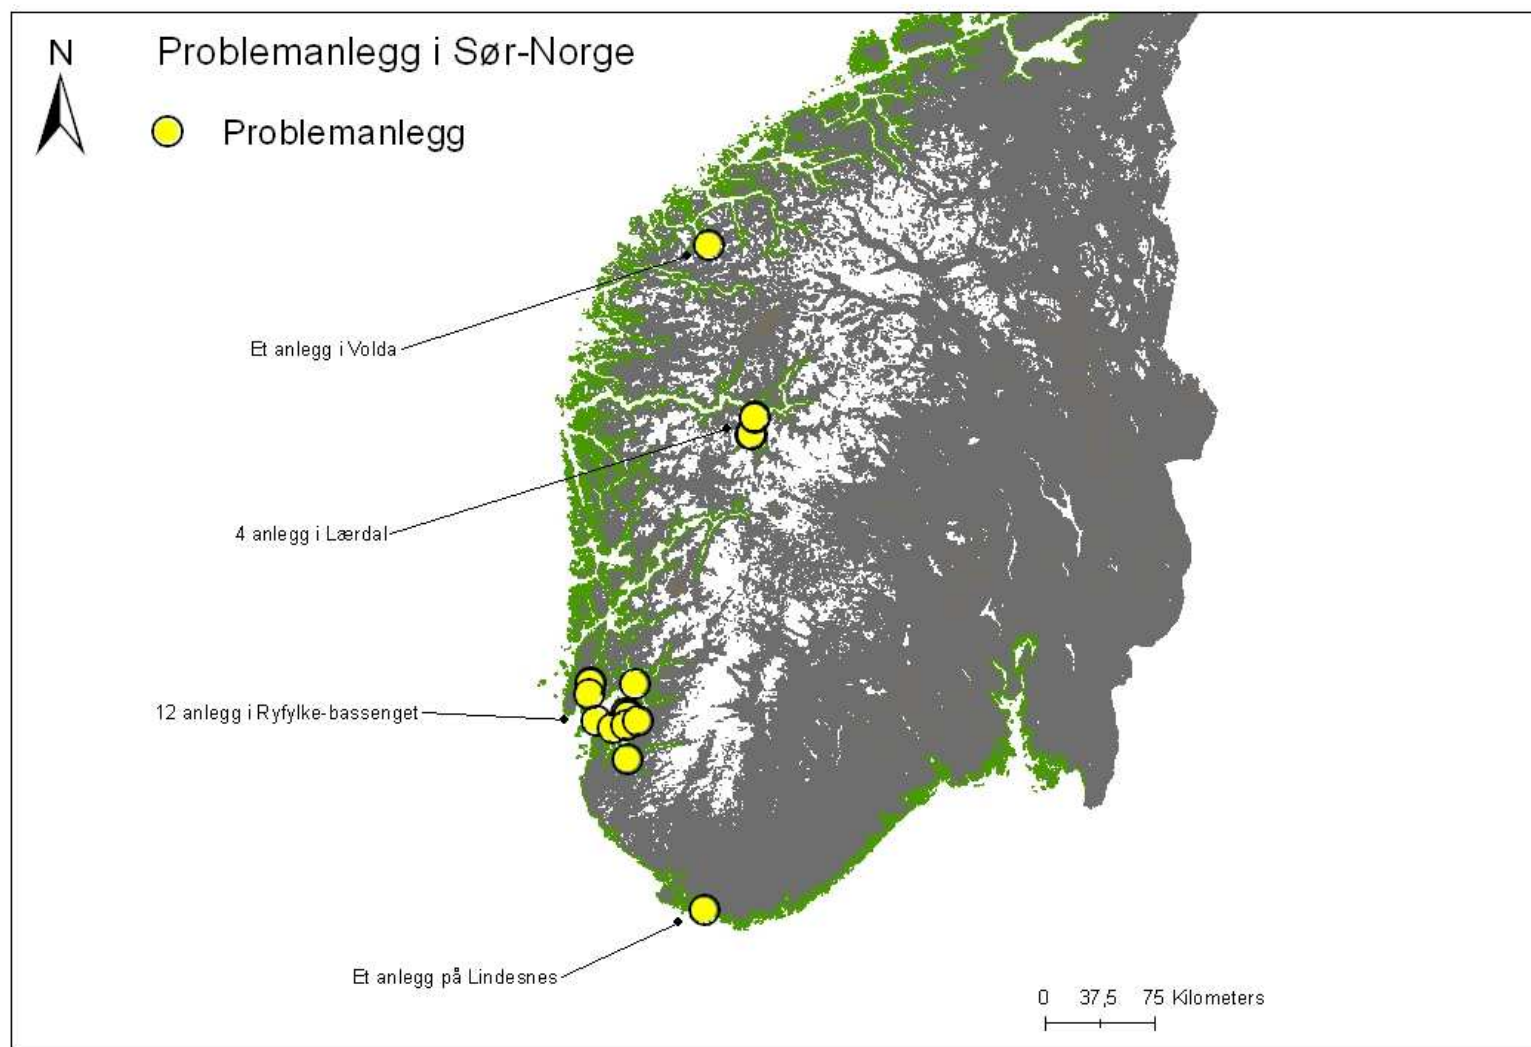 N
Problemanlegg i Sør-Norge
Problemanlegg
Et anlegg i Volda
4 anlegg i Lærdal
12 anlegg i Ryfylke-bassenget
Et anlegg på Lindesnes
0 37,5 75 Kilometers